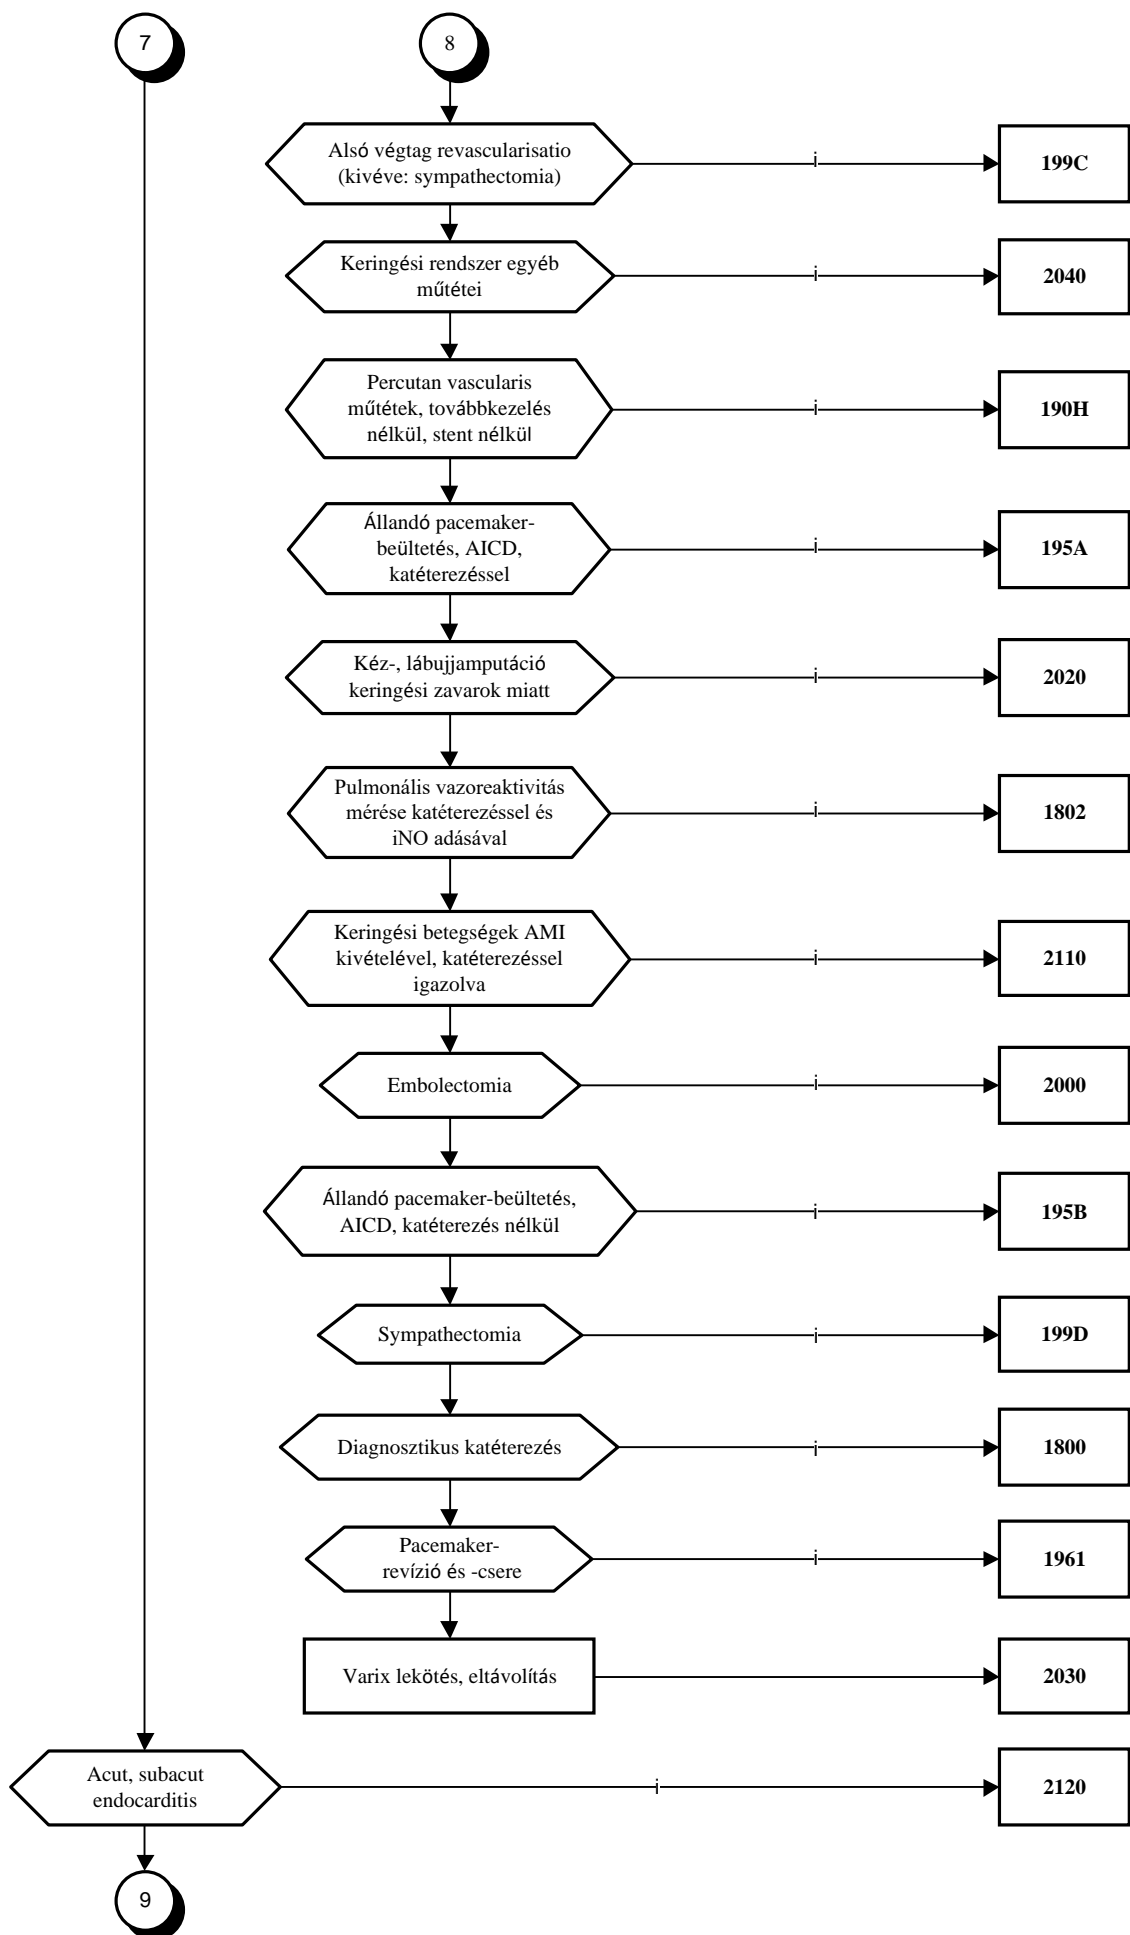 7
8
Alsó végtag revascularisatio
(kivéve: sympathectomia)
i
199C
Keringési rendszer egyéb
műtétei
i
2040
Percutan vascularis
műtétek, továbbkezelés
nélkül, stent nélkül
i
190H
Állandó pacemaker-
beültetés, AICD,
katéterezéssel
i
195A
Kéz-, lábujjamputáció
keringési zavarok miatt
i
2020
Pulmonális vazoreaktivitás
mérése katéterezéssel és
iNO adásával
i
1802
Keringési betegségek AMI
kivételével, katéterezéssel
igazolva
i
2110
Embolectomia
i
2000
Állandó pacemaker-beültetés,
AICD, katéterezés nélkül
i
195B
Sympathectomia
i
199D
Diagnosztikus katéterezés
i
1800
Pacemaker-
revízió és -csere
i
1961
Varix lekötés, eltávolítás
2030
Acut, subacut
endocarditis
i
2120
9